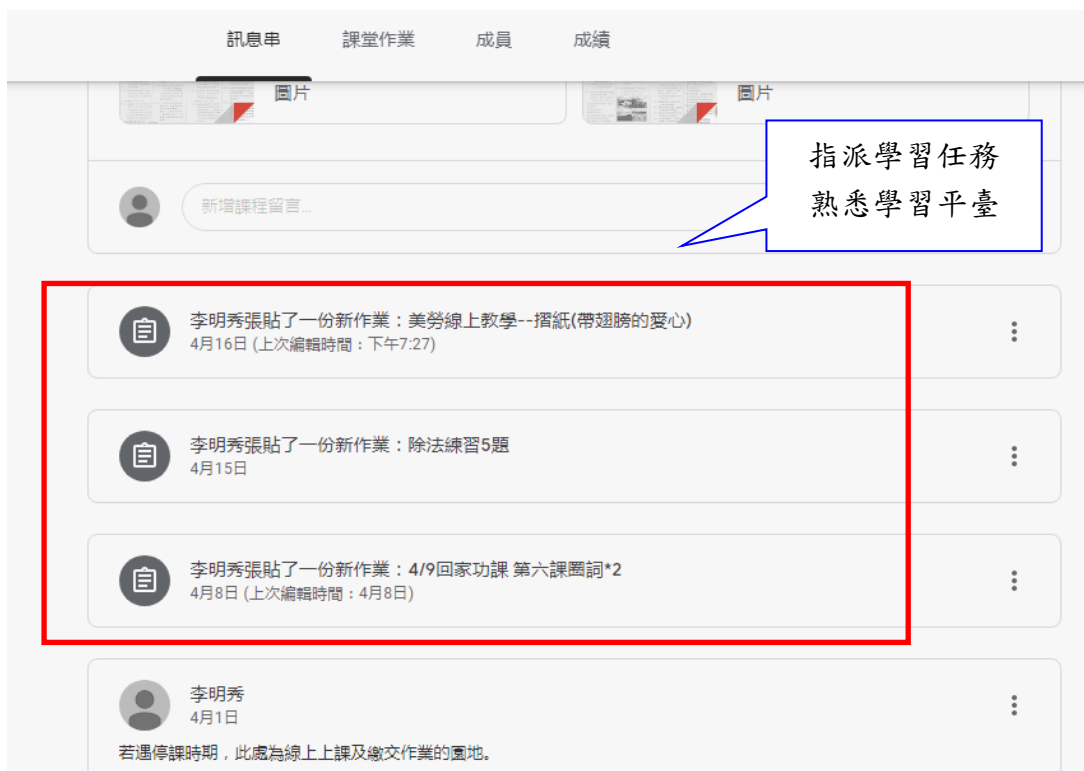 訊息串 課堂作業 成員 成績
圖片 圖片
指派學習任務
熟悉學習平臺
新增課程留言...
李明秀張貼了一份新作業：美勞線上教學--摺紙(帶翅膀的愛心)
4月16日 (上次編輯時間：下午7:27)
李明秀張貼了一份新作業：除法練習5題
4月15日
李明秀張貼了一份新作業：4/9回家功課 第六課圈詞*2
4月8日 (上次編輯時間：4月8日)
李明秀
4月1日
若遇停課時期，此處為線上上課及繳交作業的園地。